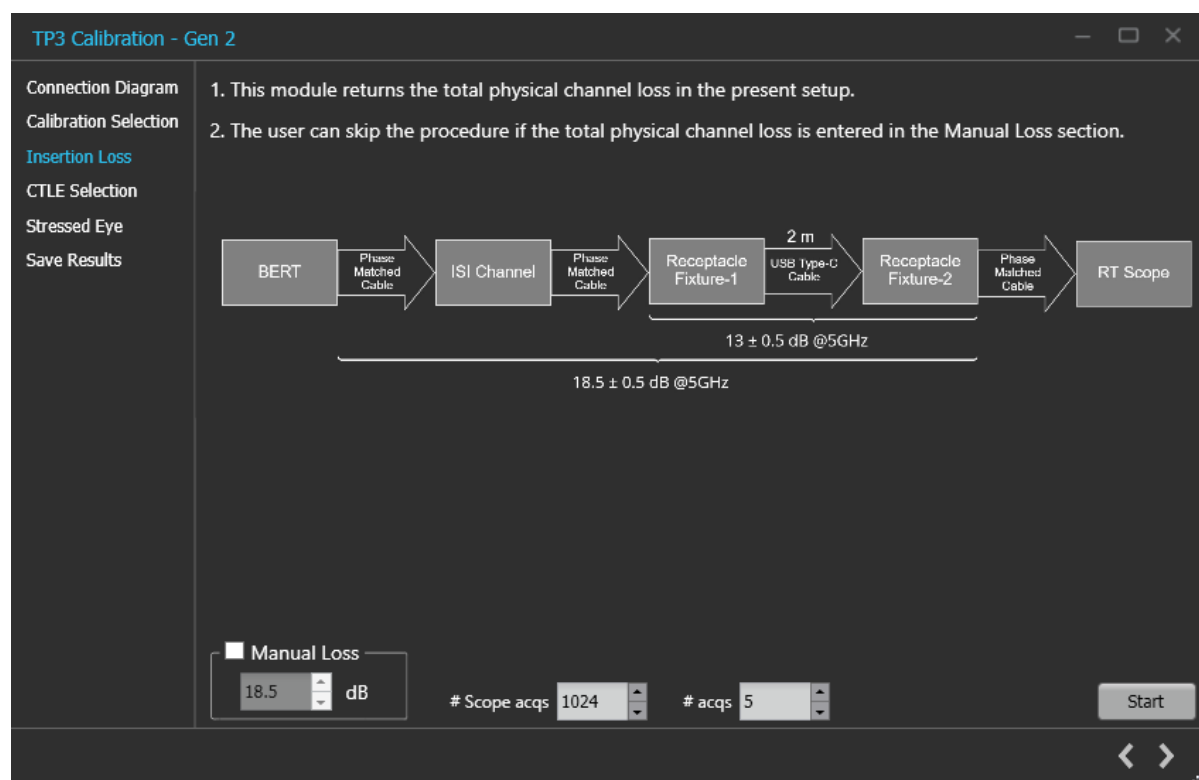 TP3 Calibration - Gen 2
Connection Diagram
Calibration Selection
Insertion Loss
CTLE Selection
Stressed Eye
Save Results
1. This module returns the total physical channel loss in the present setup.
2. The user can skip the procedure if the total physical channel loss is entered in the Manual Loss section.
BERT
Phase
Matched
Cable
ISI Channel
Phase
Matched
Cable
Receptacle
Fixture-1
2 m
USB Type-C
Cable
Receptacle
Fixture-2
Phase
Matched
Cable
RT Scope
13 ± 0.5 dB @5GHz
18.5 ± 0.5 dB @5GHz
Manual Loss
18.5 dB
# Scope acqs 1024
# acqs 5
Start